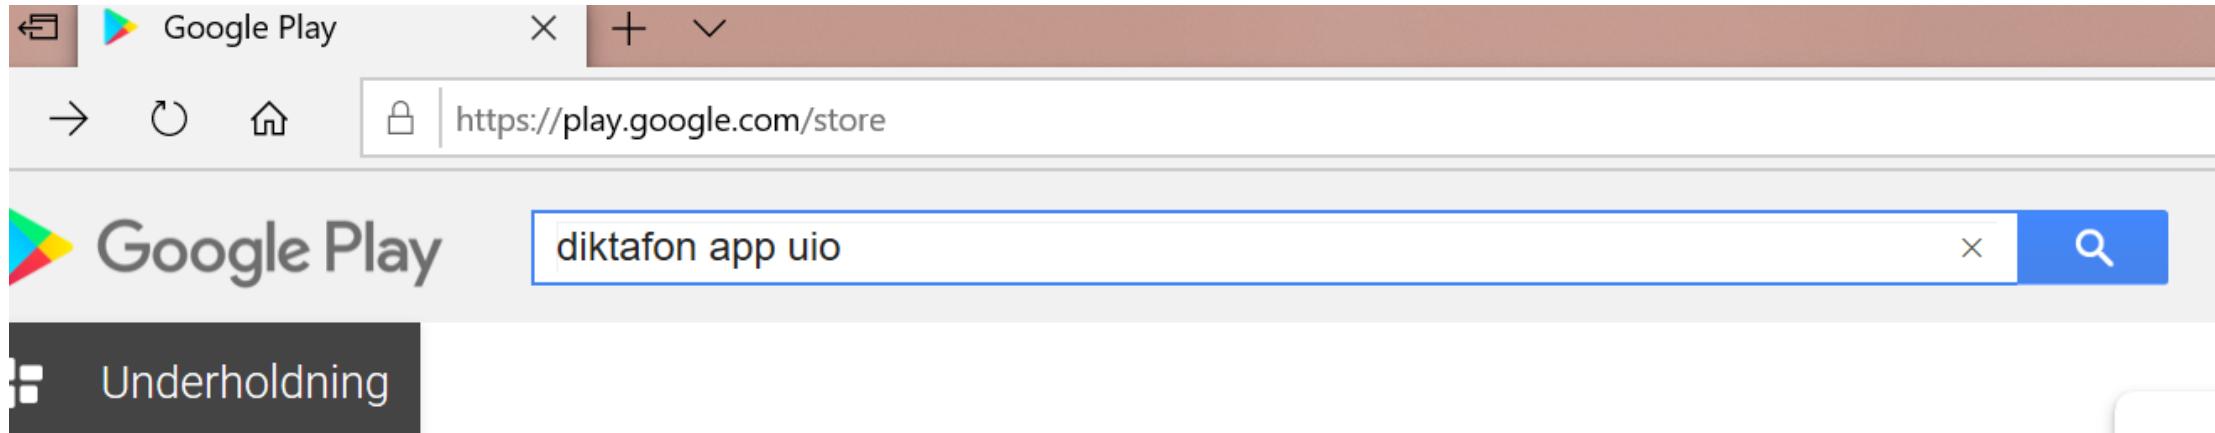 Google Play
https://play.google.com/store
Google Play
diktafon app uio
Underholdning